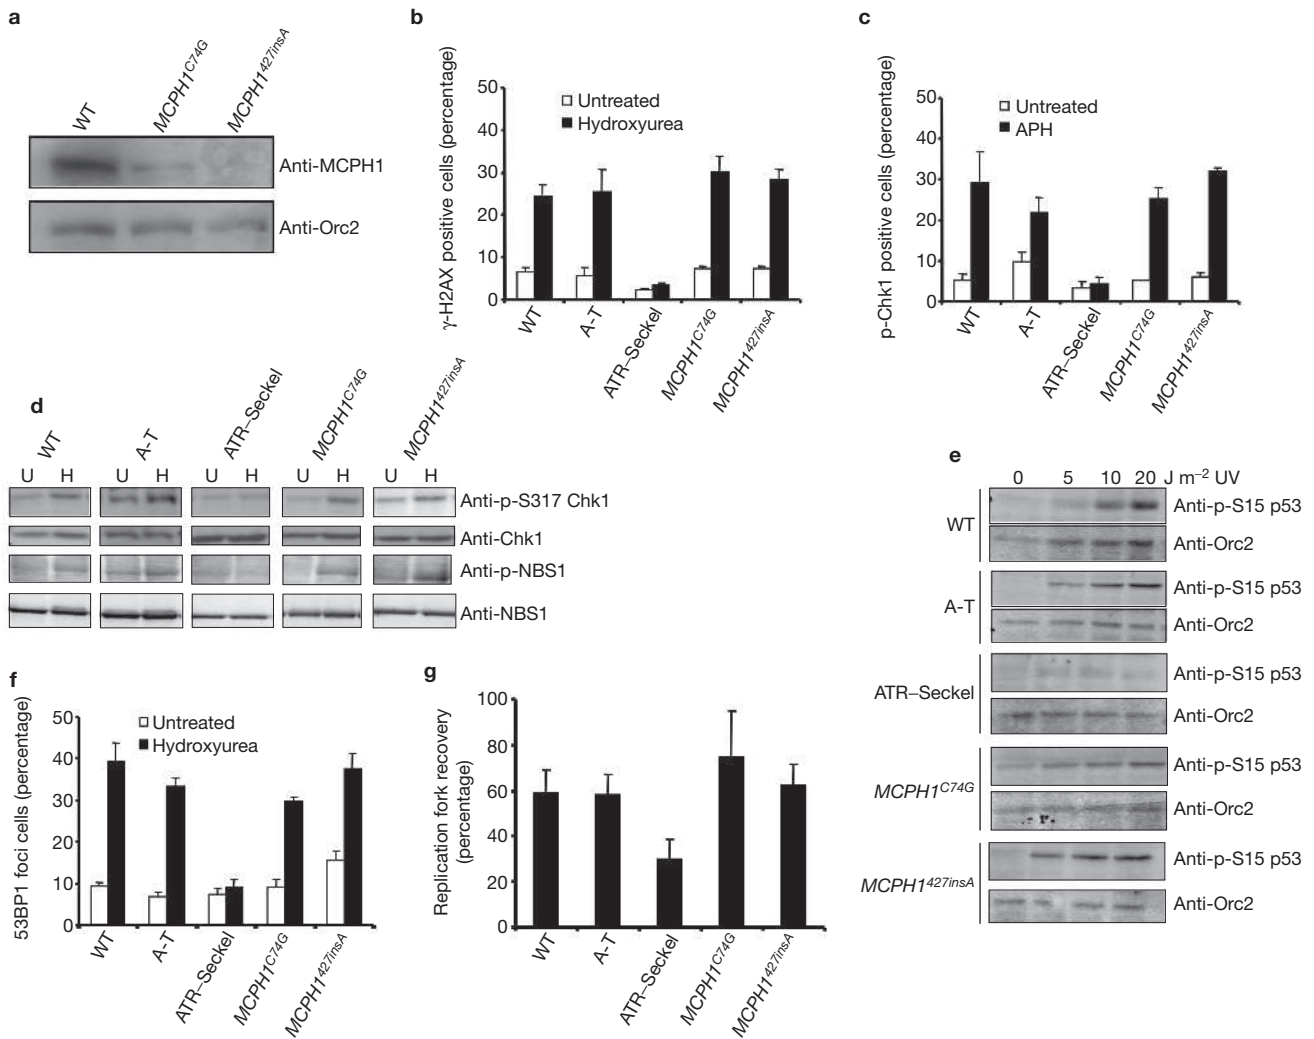 a
WT
MCPH1C74G
MCPH1427insA
Anti-MCPH1
Anti-Orc2
b
γ-H2AX positive cells (percentage)
50
40
30
20
10
0
Untreated
Hydroxyurea
WT
A-T
ATR–Seckel
MCPH1C74G
MCPH1427insA
c
p-Chk1 positive cells (percentage)
50
40
30
20
10
0
Untreated
APH
WT
A-T
ATR–Seckel
MCPH1C74G
MCPH1427insA
d
WT
A-T
ATR–Seckel
MCPH1C74G
MCPH1427insA
U H U H U H U H U H
Anti-p-S317 Chk1
Anti-Chk1
Anti-p-NBS1
Anti-NBS1
e
0 5 10 20 J m−2 UV
WT
Anti-p-S15 p53
Anti-Orc2
A-T
Anti-p-S15 p53
Anti-Orc2
ATR–Seckel
Anti-p-S15 p53
Anti-Orc2
MCPH1C74G
Anti-p-S15 p53
Anti-Orc2
MCPH1427insA
Anti-p-S15 p53
Anti-Orc2
f
53BP1 foci cells (percentage)
50
40
30
20
10
0
Untreated
Hydroxyurea
WT
A-T
ATR–Seckel
MCPH1C74G
MCPH1427insA
g
Replication fork recovery
(percentage)
100
80
60
40
20
0
WT
A-T
ATR–Seckel
MCPH1C74G
MCPH1427insA